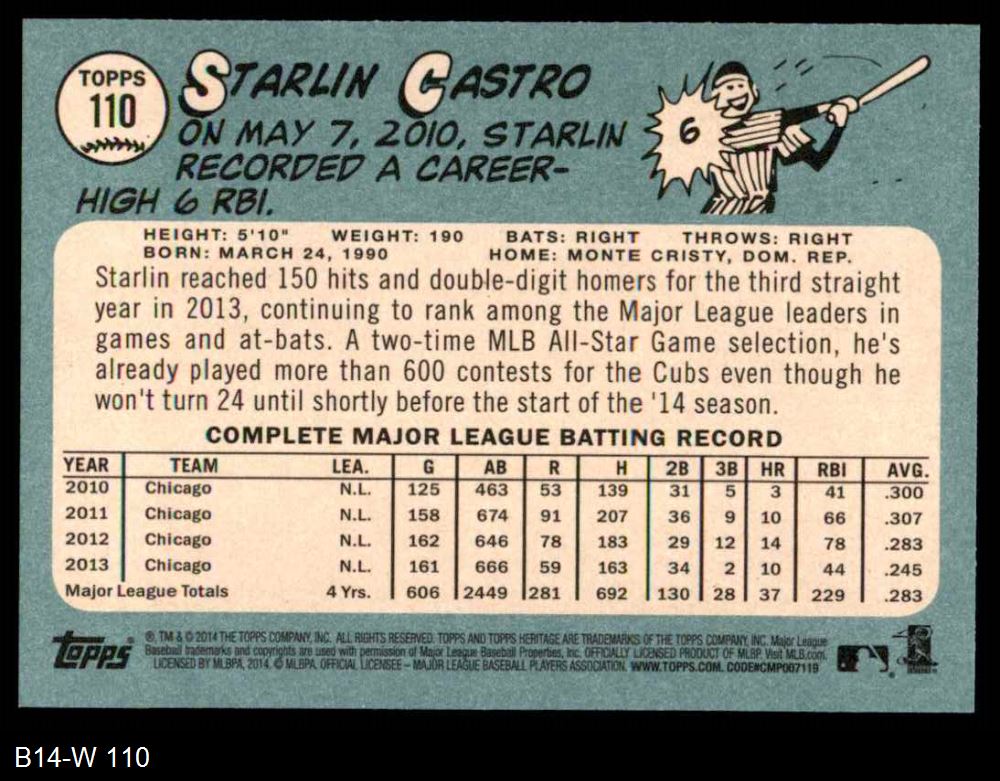 TOPPS
110
STARLIN CASTRO
ON MAY 7, 2010, STARLIN
RECORDED A CAREER-
HIGH 6 RBI.
6
HEIGHT: 5'10" WEIGHT: 190 BATS: RIGHT THROWS: RIGHT
BORN: MARCH 24, 1990 HOME: MONTE CRISTY, DOM. REP.
Starlin reached 150 hits and double-digit homers for the third straight
year in 2013, continuing to rank among the Major League leaders in
games and at-bats. A two-time MLB All-Star Game selection, he's
already played more than 600 contests for the Cubs even though he
won't turn 24 until shortly before the start of the '14 season.
COMPLETE MAJOR LEAGUE BATTING RECORD
YEAR TEAM LEA. G AB R H 2B 3B HR RBI AVG.
2010 Chicago N.L. 125 463 53 139 31 5 3 41 .300
2011 Chicago N.L. 158 674 91 207 36 9 10 66 .307
2012 Chicago N.L. 162 646 78 183 29 12 14 78 .283
2013 Chicago N.L. 161 666 59 163 34 2 10 44 .245
Major League Totals 4 Yrs. 606 2449 281 692 130 28 37 229 .283
Topps
®, TM & © 2014 THE TOPPS COMPANY, INC. ALL RIGHTS RESERVED. TOPPS AND TOPPS HERITAGE ARE TRADEMARKS OF THE TOPPS COMPANY, INC. Major League
Baseball trademarks and copyrights are used with permission of Major League Baseball Properties, Inc. OFFICIALLY LICENSED PRODUCT OF MLBP. Visit MLB.com.
LICENSED BY MLBPA, 2014. © MLBPA. OFFICIAL LICENSEE – MAJOR LEAGUE BASEBALL PLAYERS ASSOCIATION. WWW.TOPPS.COM. CODE#CMP007119
B14-W 110